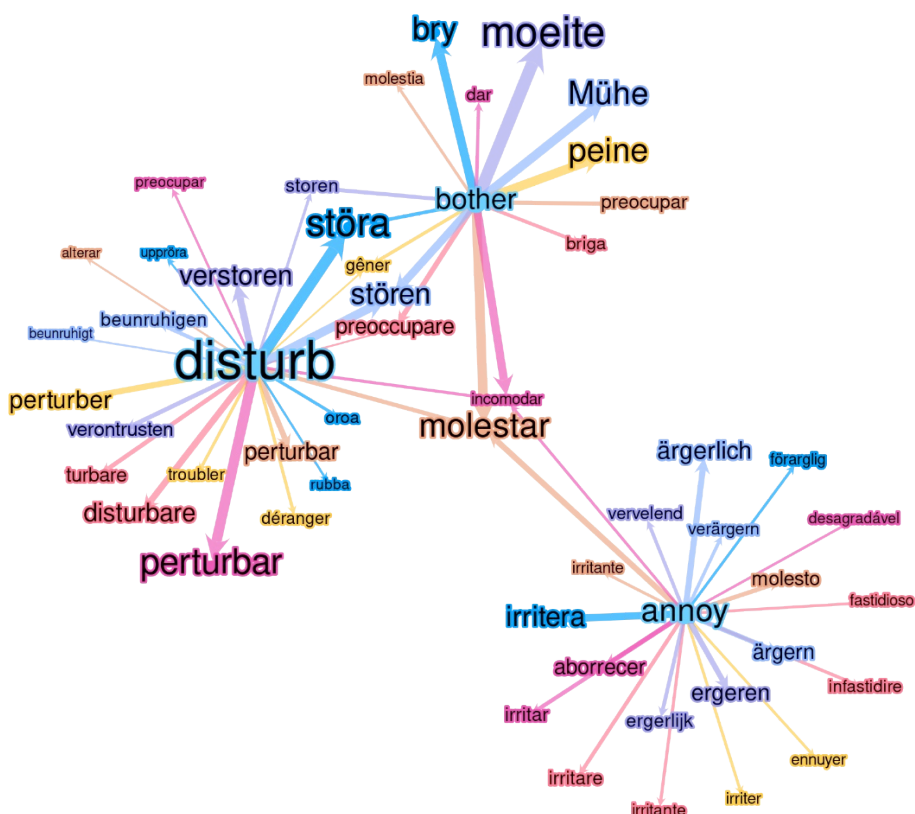 bry
moeite
molestia
dar
Mühe
peine
preocupar
storen
bother
preocupar
störa
briga
alterar
uppröra
verstoren
gêner
stören
beunruhigen
preoccupare
beunruhigt
disturb
perturber
incomodar
verontrusten
oroa
molestar
perturbar
ärgerlich
förarglig
turbare
troubler
rubba
disturbare
déranger
vervelend
verärgern
desagradável
perturbar
irritante
molesto
fastidioso
irritera
annoy
ärgern
aborrecer
infastidire
ergeren
irritar
ergerlijk
ennuyer
irritare
irriter
irritante